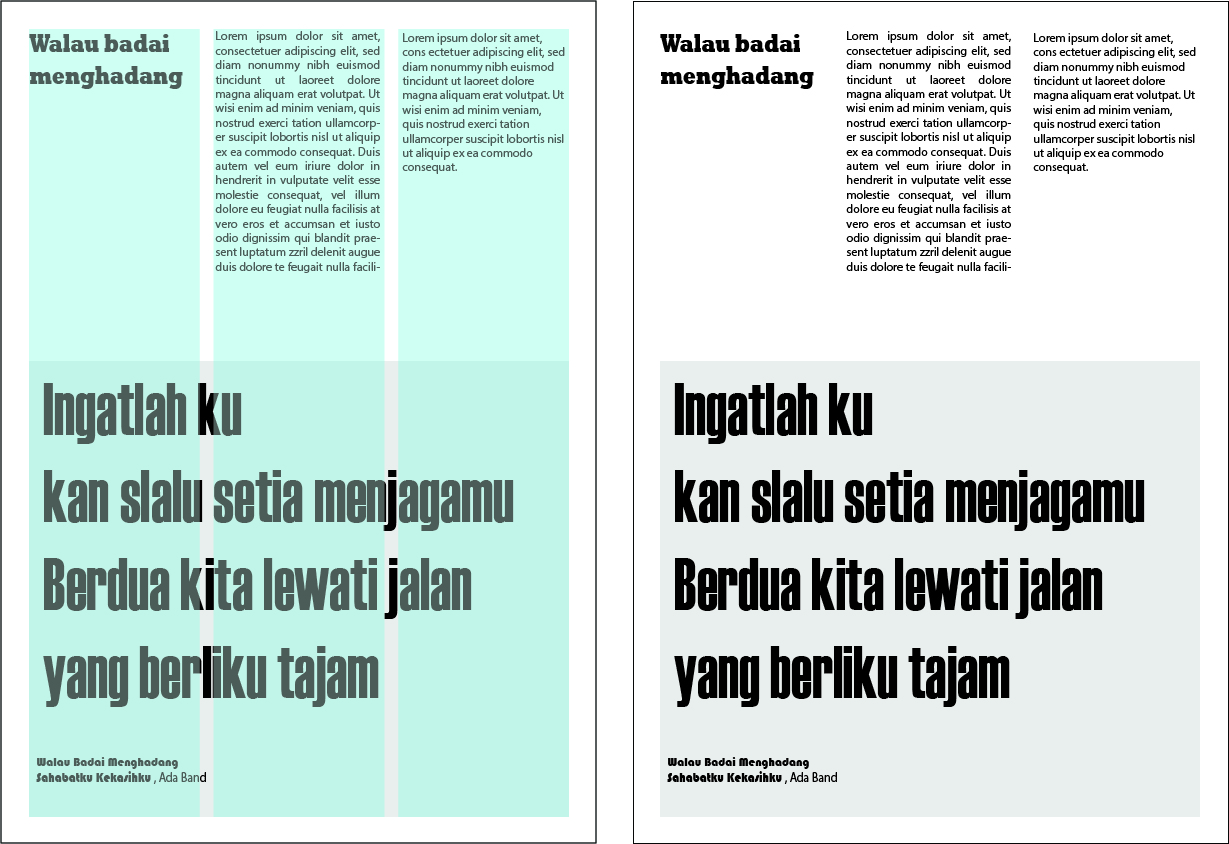 Walau badai
menghadang
Lorem ipsum dolor sit amet,
consectetuer adipiscing elit, sed
diam nonummy nibh euismod
tincidunt ut laoreet dolore
magna aliquam erat volutpat. Ut
wisi enim ad minim veniam, quis
nostrud exerci tation ullamcorp-
er suscipit lobortis nisl ut aliquip
ex ea commodo consequat. Duis
autem vel eum iriure dolor in
hendrerit in vulputate velit esse
molestie consequat, vel illum
dolore eu feugiat nulla facilisis at
vero eros et accumsan et iusto
odio dignissim qui blandit prae-
sent luptatum zzril delenit augue
duis dolore te feugait nulla facili-
Lorem ipsum dolor sit amet,
cons ectetuer adipiscing elit, sed
diam nonummy nibh euismod
tincidunt ut laoreet dolore
magna aliquam erat volutpat. Ut
wisi enim ad minim veniam,
quis nostrud exerci tation
ullamcorper suscipit lobortis nisl
ut aliquip ex ea commodo
consequat.
Ingatlah ku
kan slalu setia menjagamu
Berdua kita lewati jalan
yang berliku tajam
Walau Badai Menghadang
Sahabatku Kekasihku , Ada Band
Walau badai
menghadang
Lorem ipsum dolor sit amet,
consectetuer adipiscing elit, sed
diam nonummy nibh euismod
tincidunt ut laoreet dolore
magna aliquam erat volutpat. Ut
wisi enim ad minim veniam, quis
nostrud exerci tation ullamcorp-
er suscipit lobortis nisl ut aliquip
ex ea commodo consequat. Duis
autem vel eum iriure dolor in
hendrerit in vulputate velit esse
molestie consequat, vel illum
dolore eu feugiat nulla facilisis at
vero eros et accumsan et iusto
odio dignissim qui blandit prae-
sent luptatum zzril delenit augue
duis dolore te feugait nulla facili-
Lorem ipsum dolor sit amet,
cons ectetuer adipiscing elit, sed
diam nonummy nibh euismod
tincidunt ut laoreet dolore
magna aliquam erat volutpat. Ut
wisi enim ad minim veniam,
quis nostrud exerci tation
ullamcorper suscipit lobortis nisl
ut aliquip ex ea commodo
consequat.
Ingatlah ku
kan slalu setia menjagamu
Berdua kita lewati jalan
yang berliku tajam
Walau Badai Menghadang
Sahabatku Kekasihku , Ada Band